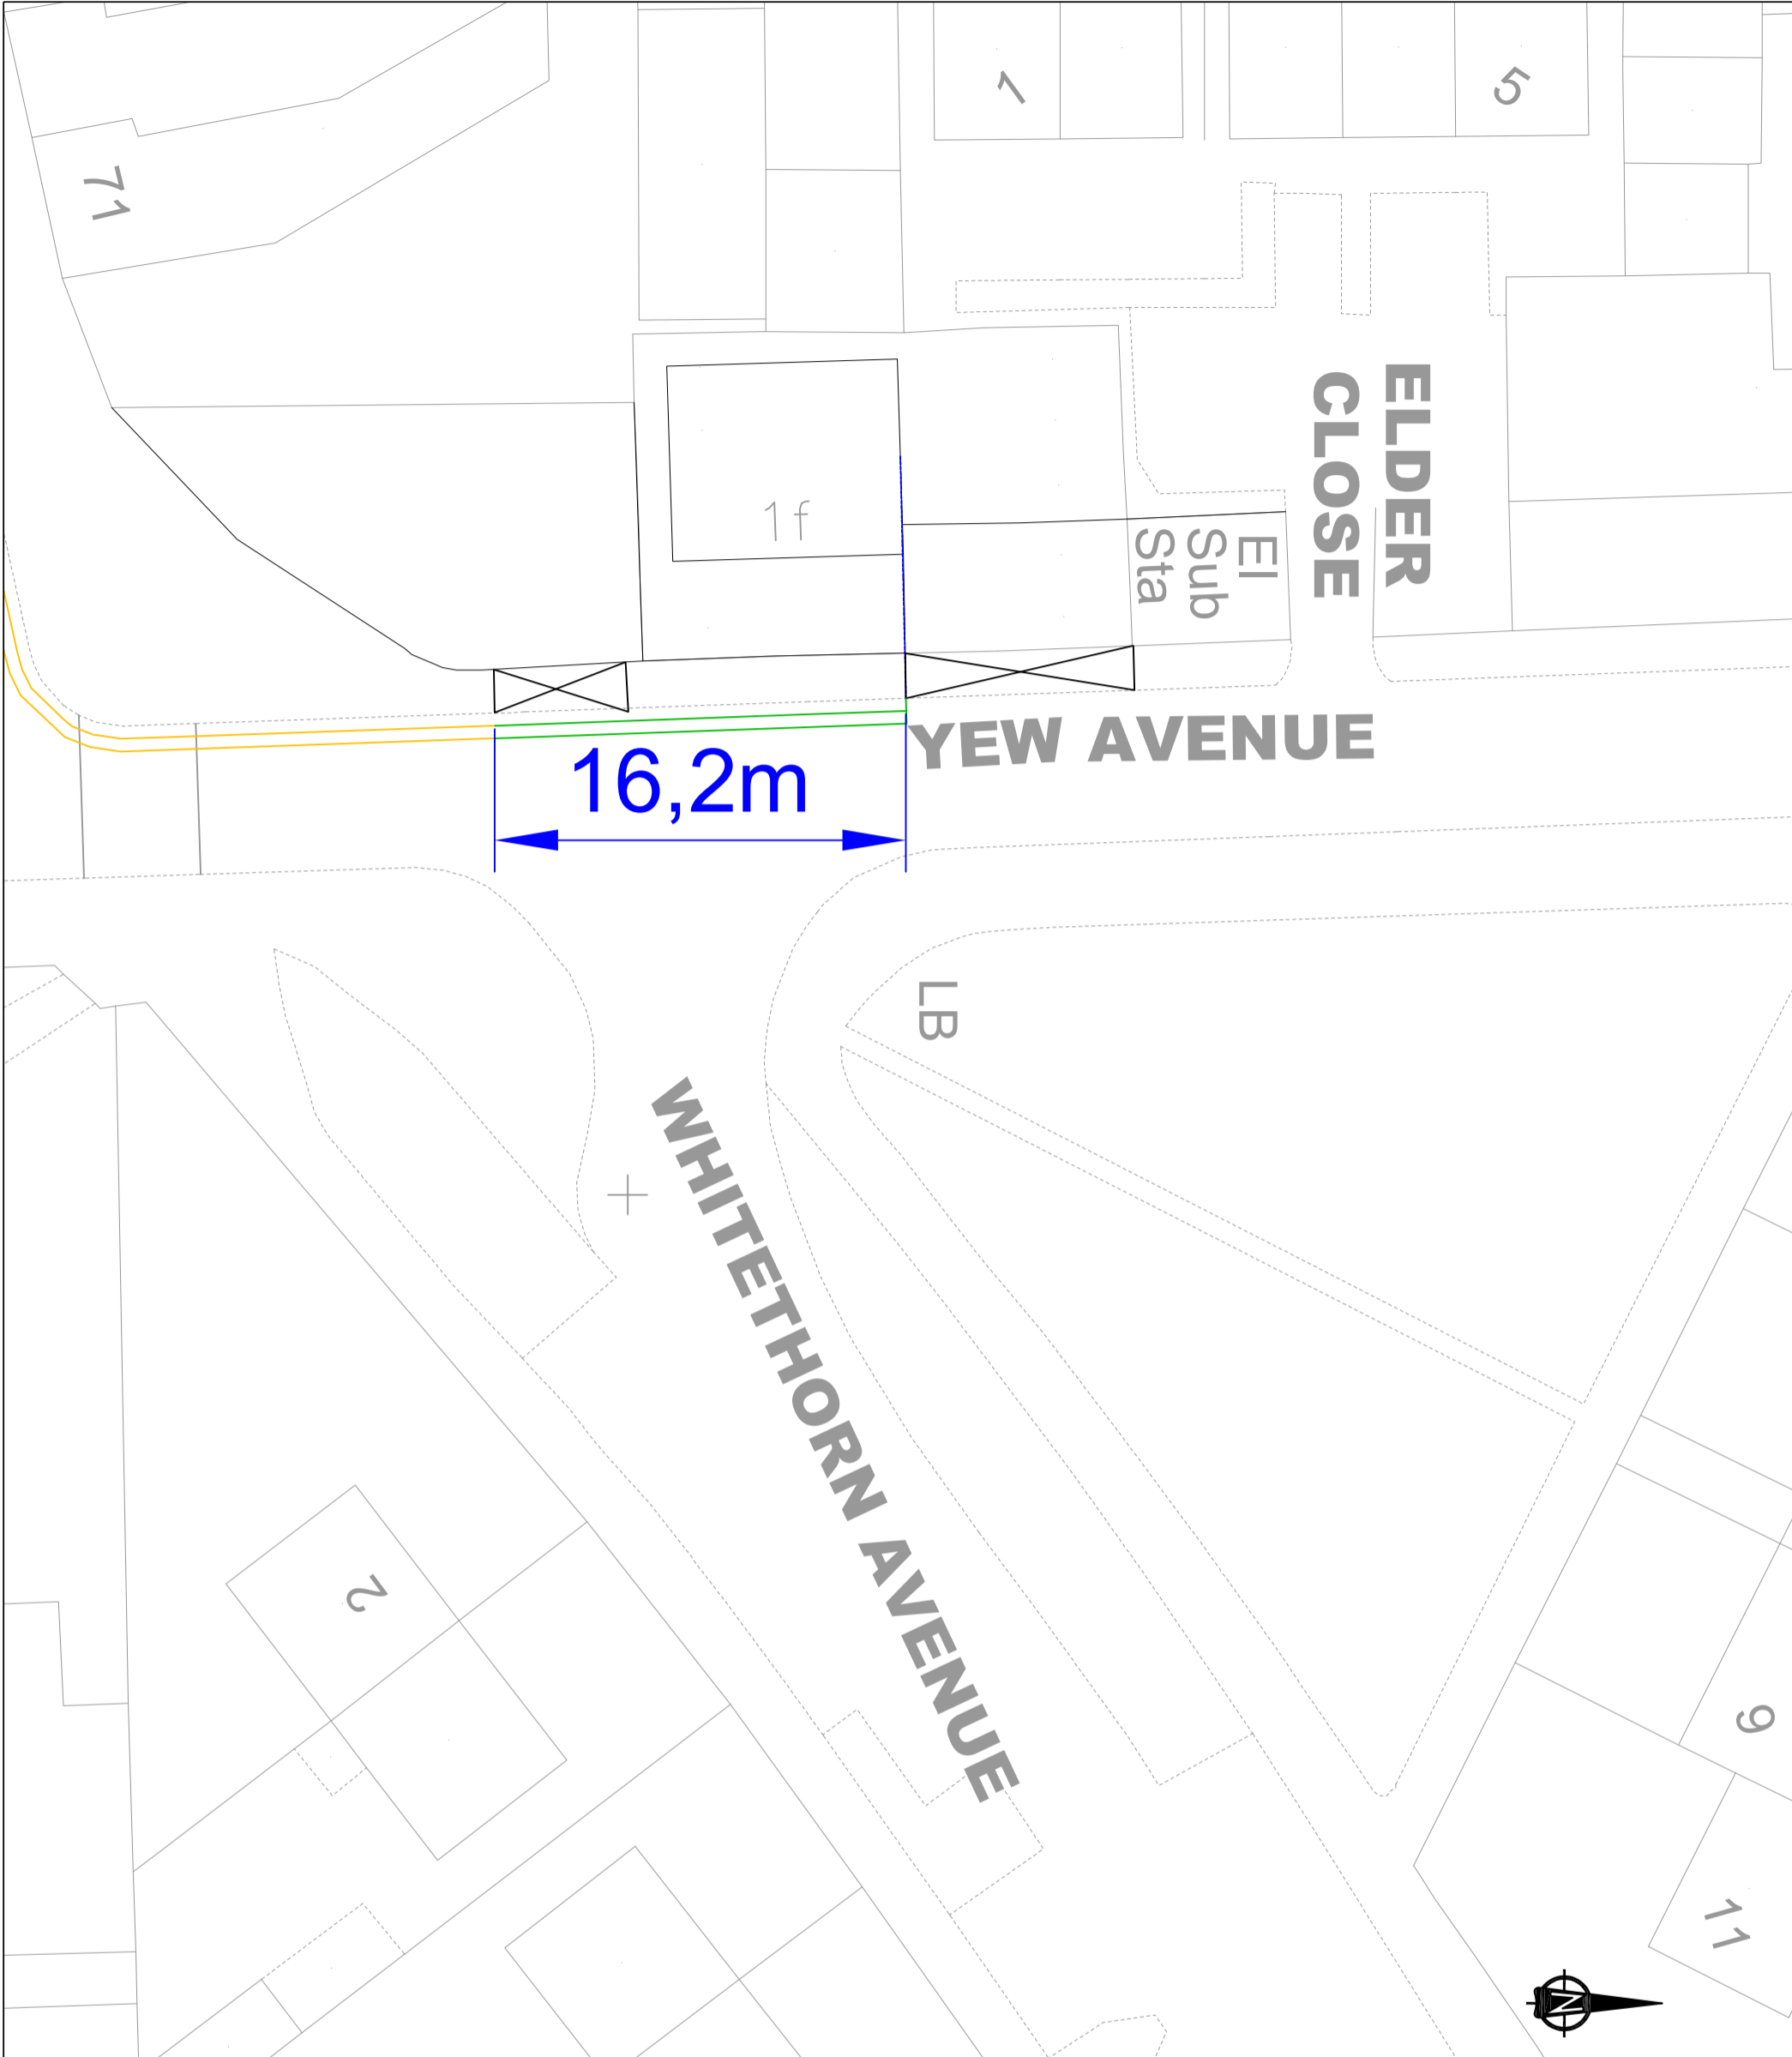 1
5
71
ELDER
CLOSE
1f
El
Sub
Sta
YEW AVENUE
16,2m
LB
WHITETHORN AVENUE
2
9
11
N